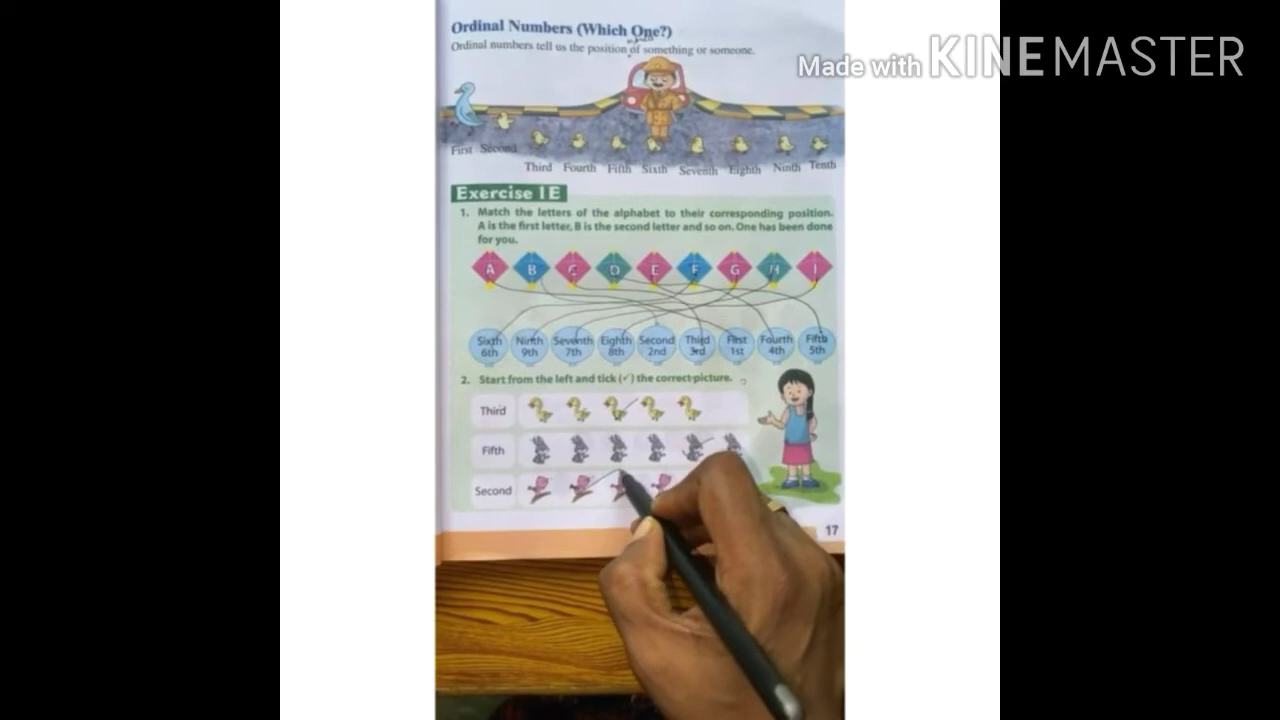 Made with KINEMASTER
Ordinal Numbers (Which One?)
Ordinal numbers tell us the position of something or someone.
First Second
Third Fourth Fifth Sixth Seventh Eighth Ninth Tenth
Exercise 1E
1. Match the letters of the alphabet to their corresponding position.
A is the first letter, B is the second letter and so on. One has been done
for you.
A B C D E F G H I
Sixth Ninth Seventh Eighth Second Third First Fourth Fifth
6th 9th 7th 8th 2nd 3rd 1st 4th 5th
2. Start from the left and tick (✓) the correct picture.
Third
Fifth
Second
17